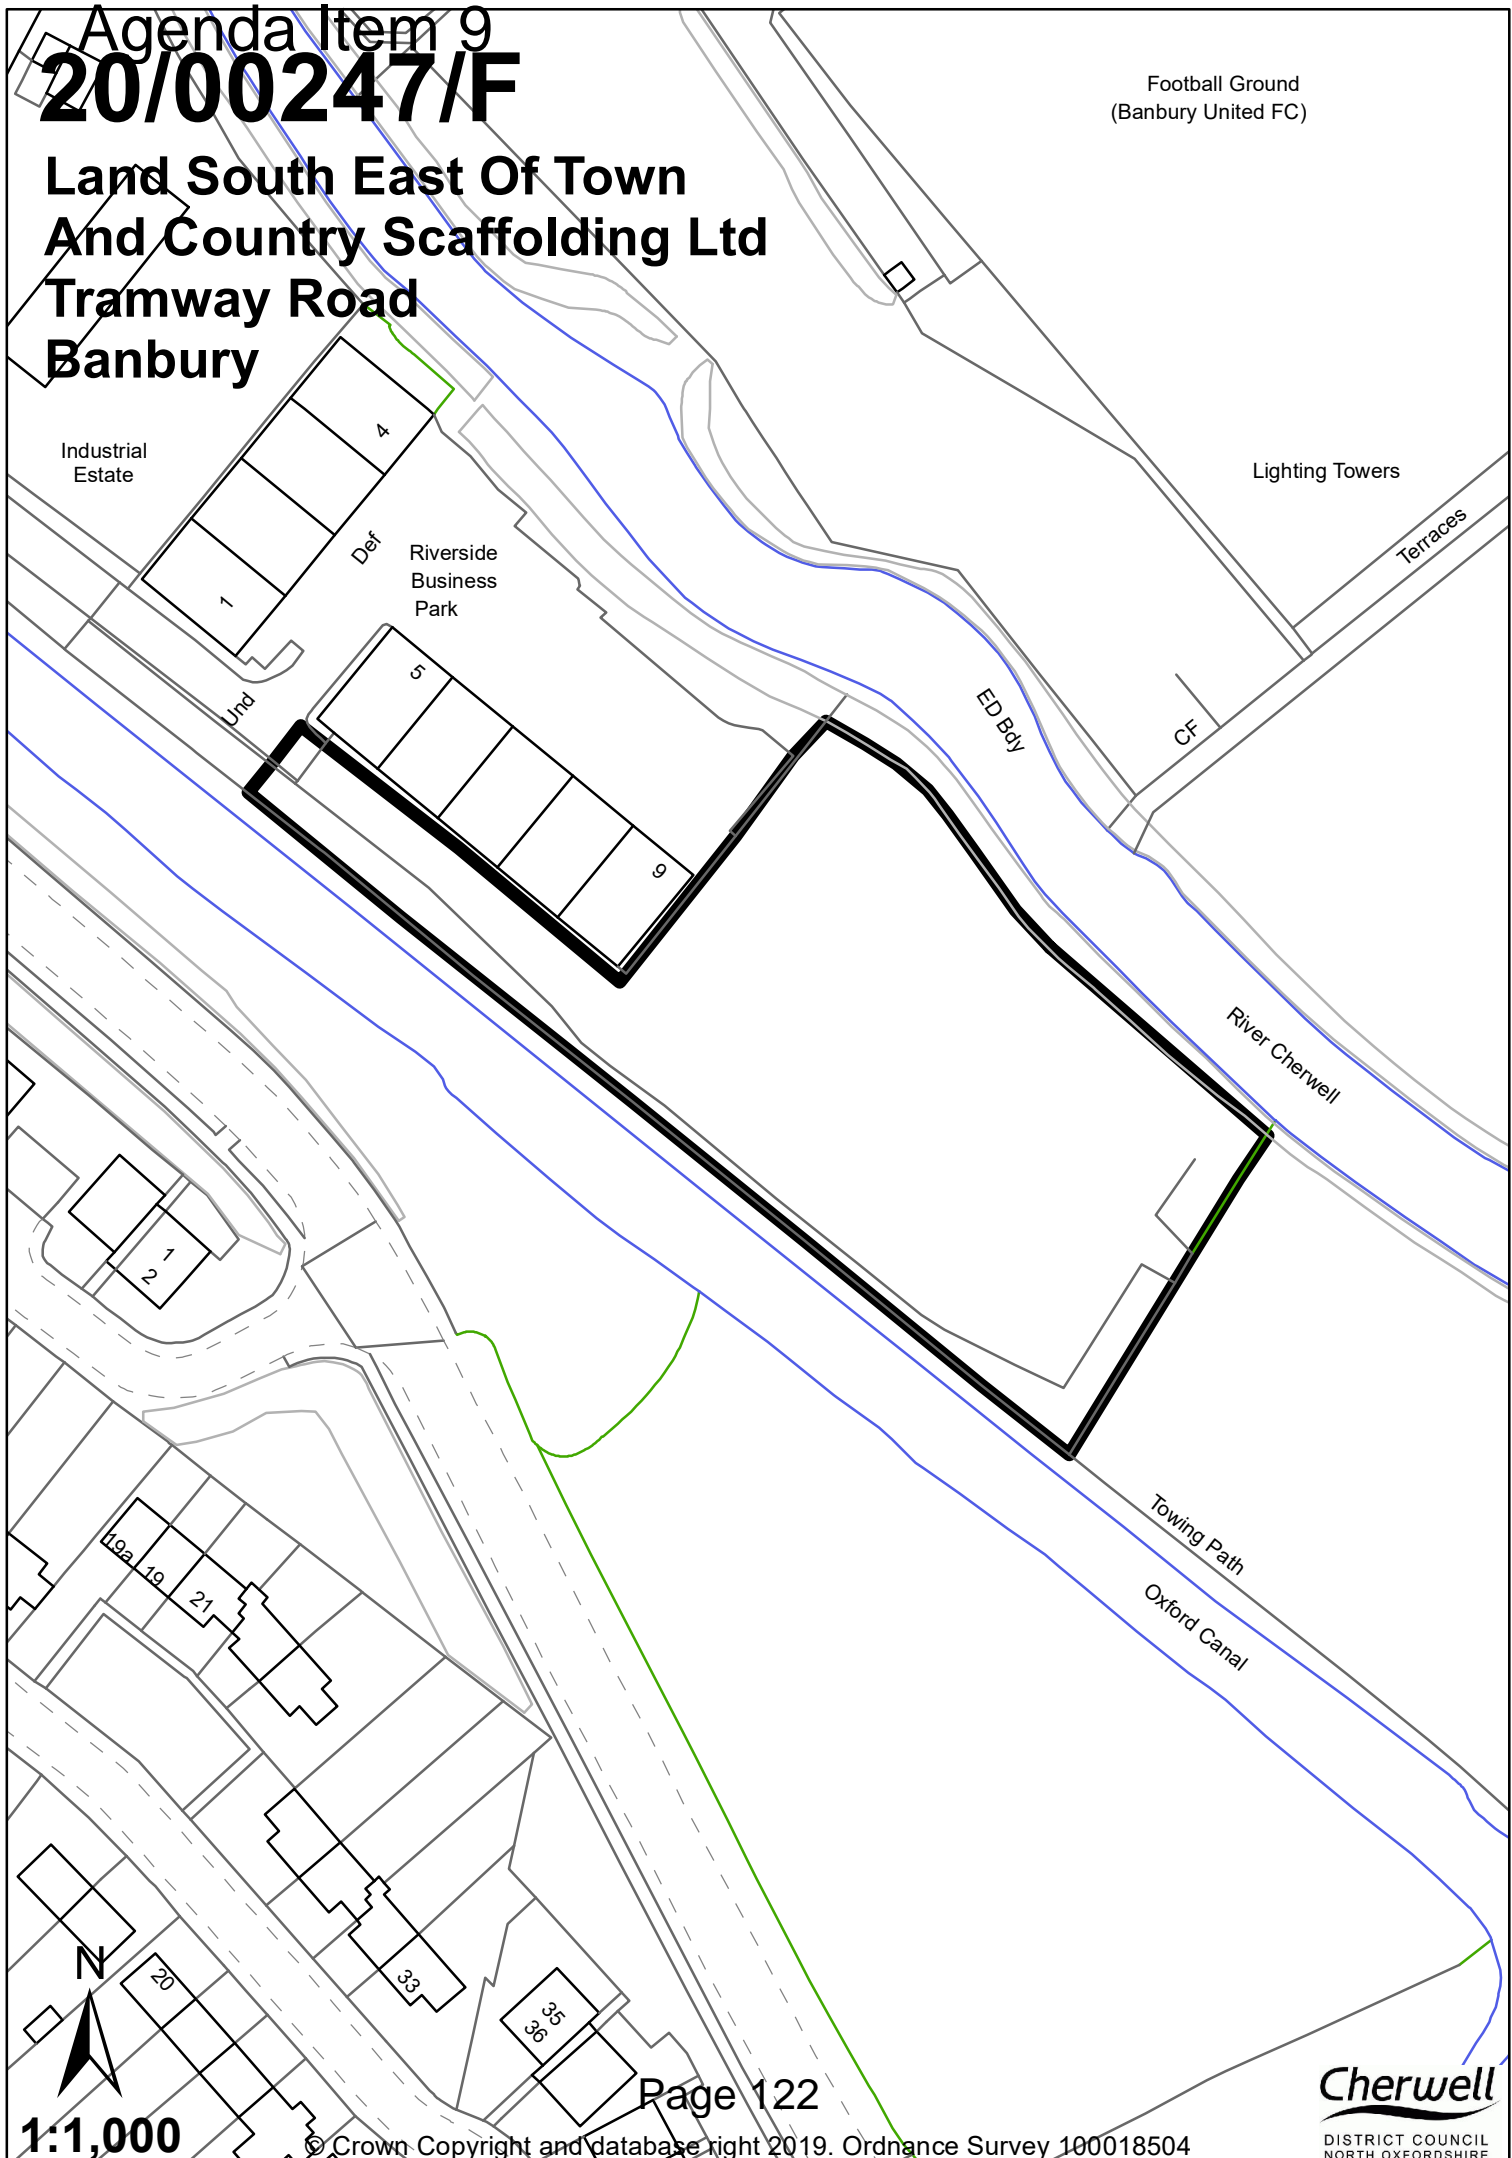 Agenda Item 9
20/00247/F
Land South East Of Town
And Country Scaffolding Ltd
Tramway Road
Banbury
Football Ground
(Banbury United FC)
Industrial
Estate
4
Def
Riverside
Business
Park
1
Lighting Towers
Terraces
5
Und
ED Bdy
CF
9
River Cherwell
1
2
Towing Path
Oxford Canal
19a
19
21
33
20
35
36
N
1:1,000
Page 122
© Crown Copyright and database right 2019. Ordnance Survey 100018504
Cherwell
DISTRICT COUNCIL
NORTH OXFORDSHIRE